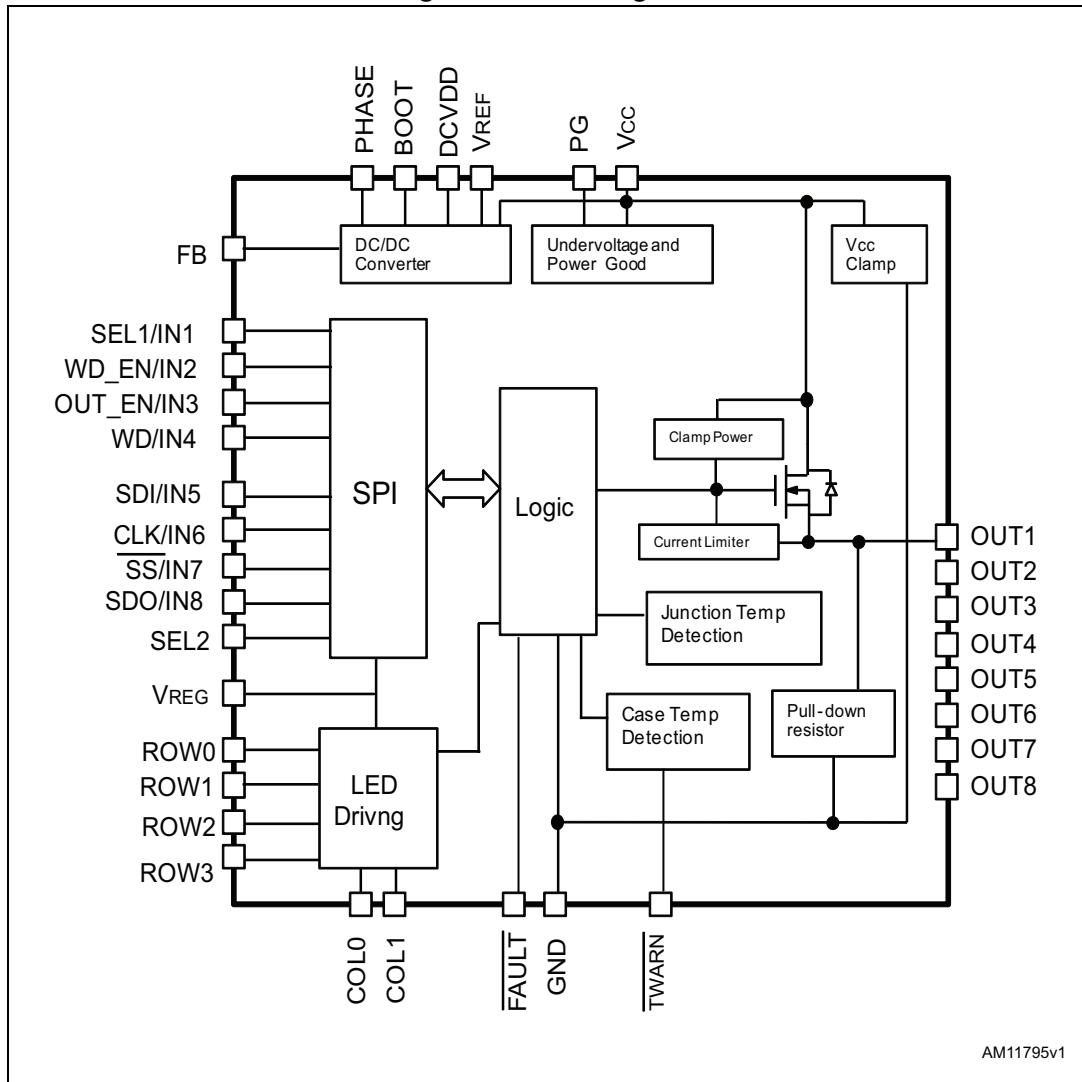 PHASE
BOOT
DCVDD
VREF
PG
VCC
FB
DC/DC
Converter
Undervoltage and
Power Good
Vcc
Clamp
SEL1/IN1
WD_EN/IN2
OUT_EN/IN3
WD/IN4
SDI/IN5
CLK/IN6
SS/IN7
SDO/IN8
SEL2
VREG
SPI
Logic
Clamp Power
Current Limiter
Junction Temp
Detection
Case Temp
Detection
Pull-down
resistor
OUT1
OUT2
OUT3
OUT4
OUT5
OUT6
OUT7
OUT8
ROW0
ROW1
ROW2
ROW3
LED
Drivng
COL0
COL1
FAULT
GND
TWARN
AM11795v1